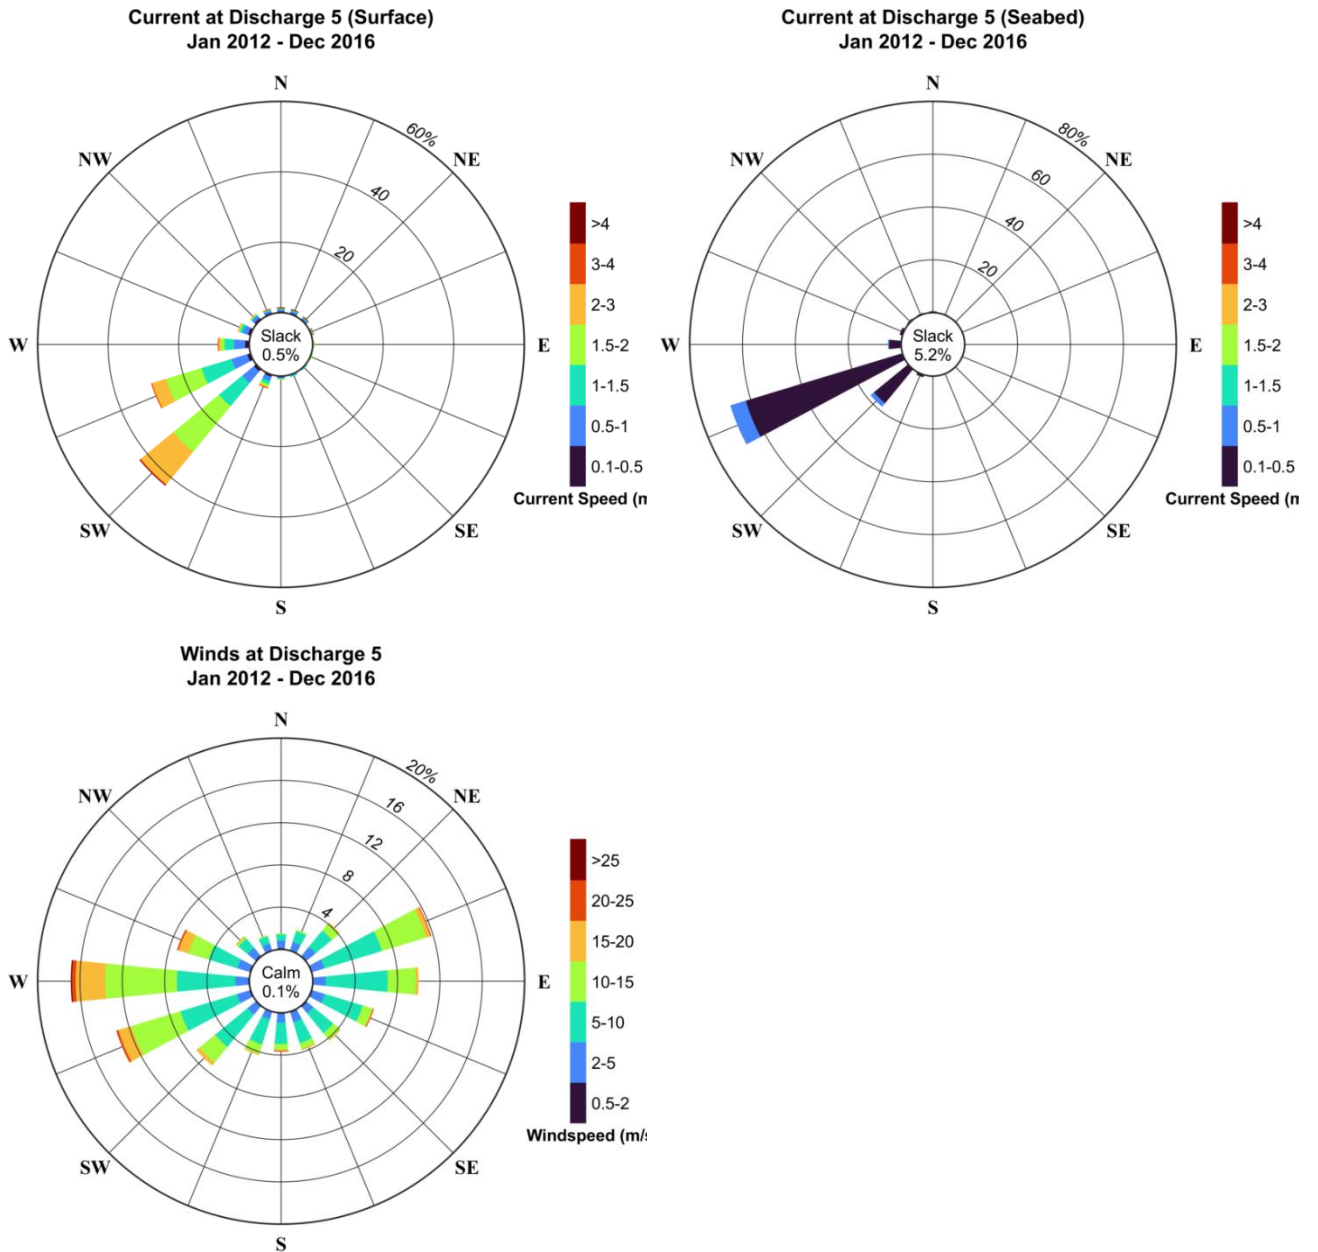 Current at Discharge 5 (Surface)
Jan 2012 - Dec 2016
N
NE
E
SE
S
SW
W
NW
60%
40
20
Slack
0.5%
>4
3-4
2-3
1.5-2
1-1.5
0.5-1
0.1-0.5
Current Speed (m
Current at Discharge 5 (Seabed)
Jan 2012 - Dec 2016
N
NE
E
SE
S
SW
W
NW
80%
60
40
20
Slack
5.2%
>4
3-4
2-3
1.5-2
1-1.5
0.5-1
0.1-0.5
Current Speed (m
Winds at Discharge 5
Jan 2012 - Dec 2016
N
NE
E
SE
S
SW
W
NW
20%
16
12
8
4
Calm
0.1%
>25
20-25
15-20
10-15
5-10
2-5
0.5-2
Windspeed (m/s